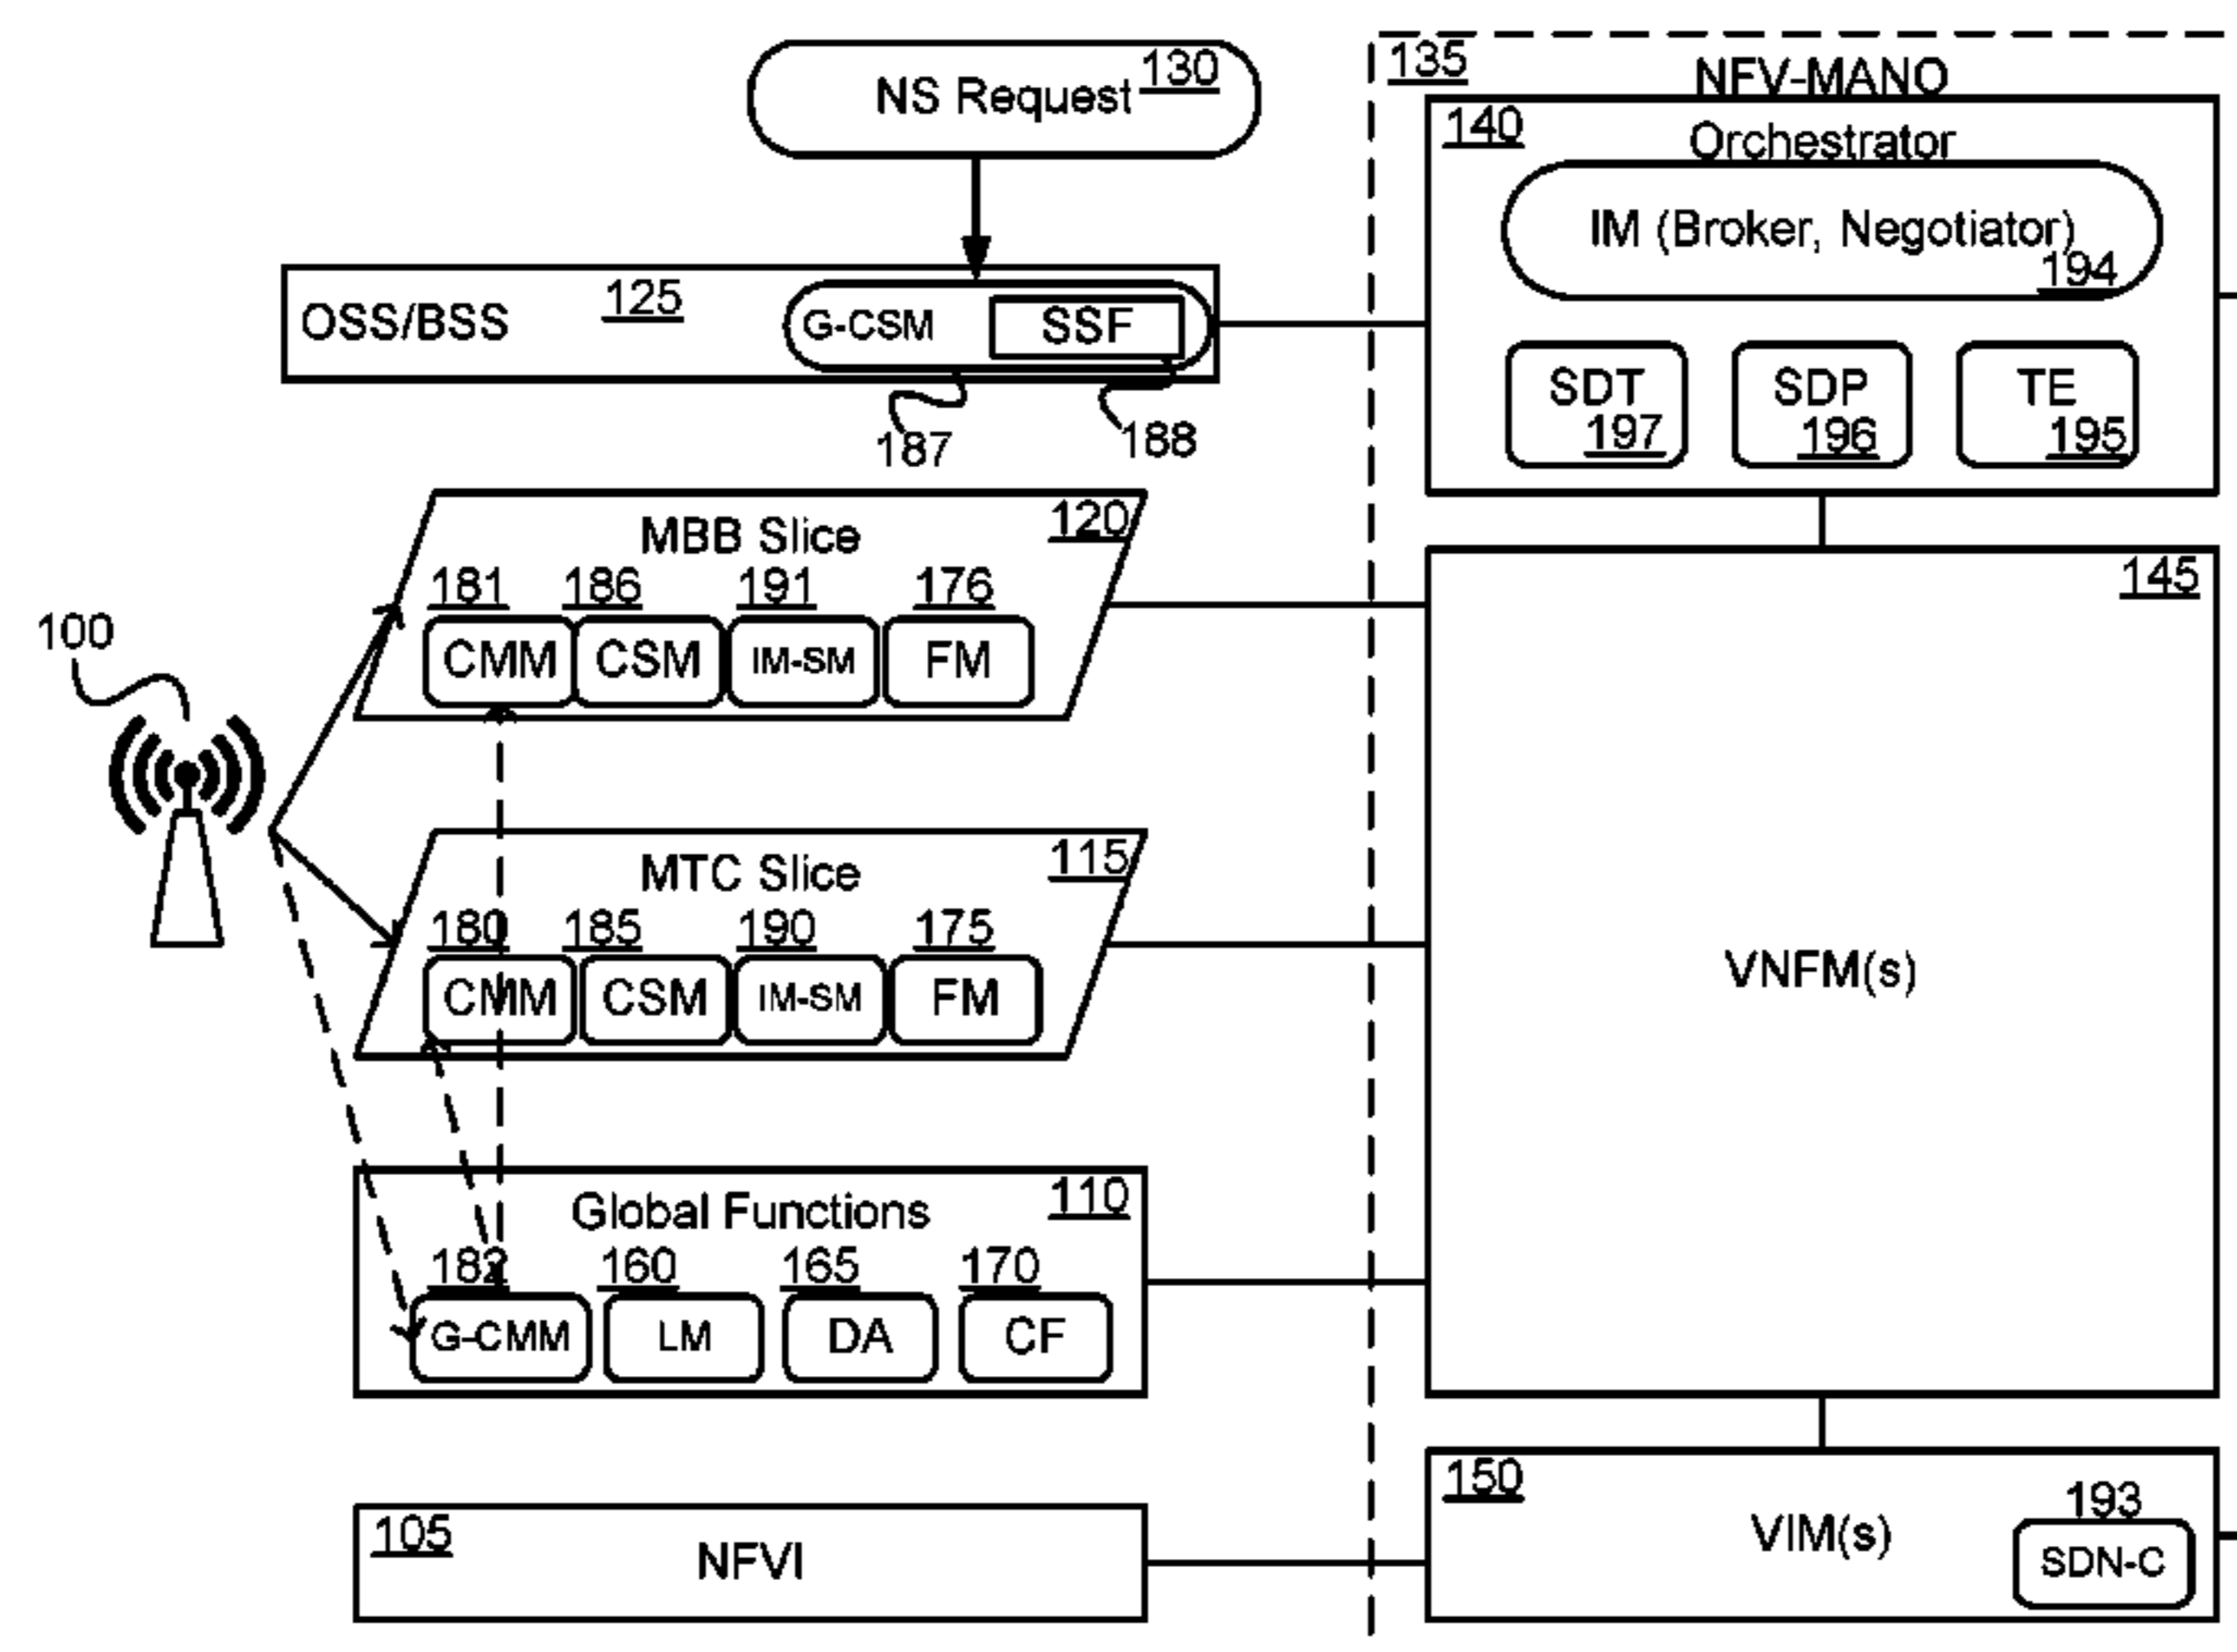 NS Request 130
135
NFV-MANO
140
Orchestrator
IM (Broker, Negotiator)
194
OSS/BSS 125 G-CSM SSF
187
188
SDT
197
SDP
196
TE
195
MBB Slice 120
181 186 191 176
CMM CSM IM-SM FM
100
145
VNFM(s)
MTC Slice 115
180 185 190 175
CMM CSM IM-SM FM
Global Functions 110
182 160 165 170
G-CMM LM DA CF
105
NFVI
150
VIM(s)
193
SDN-C